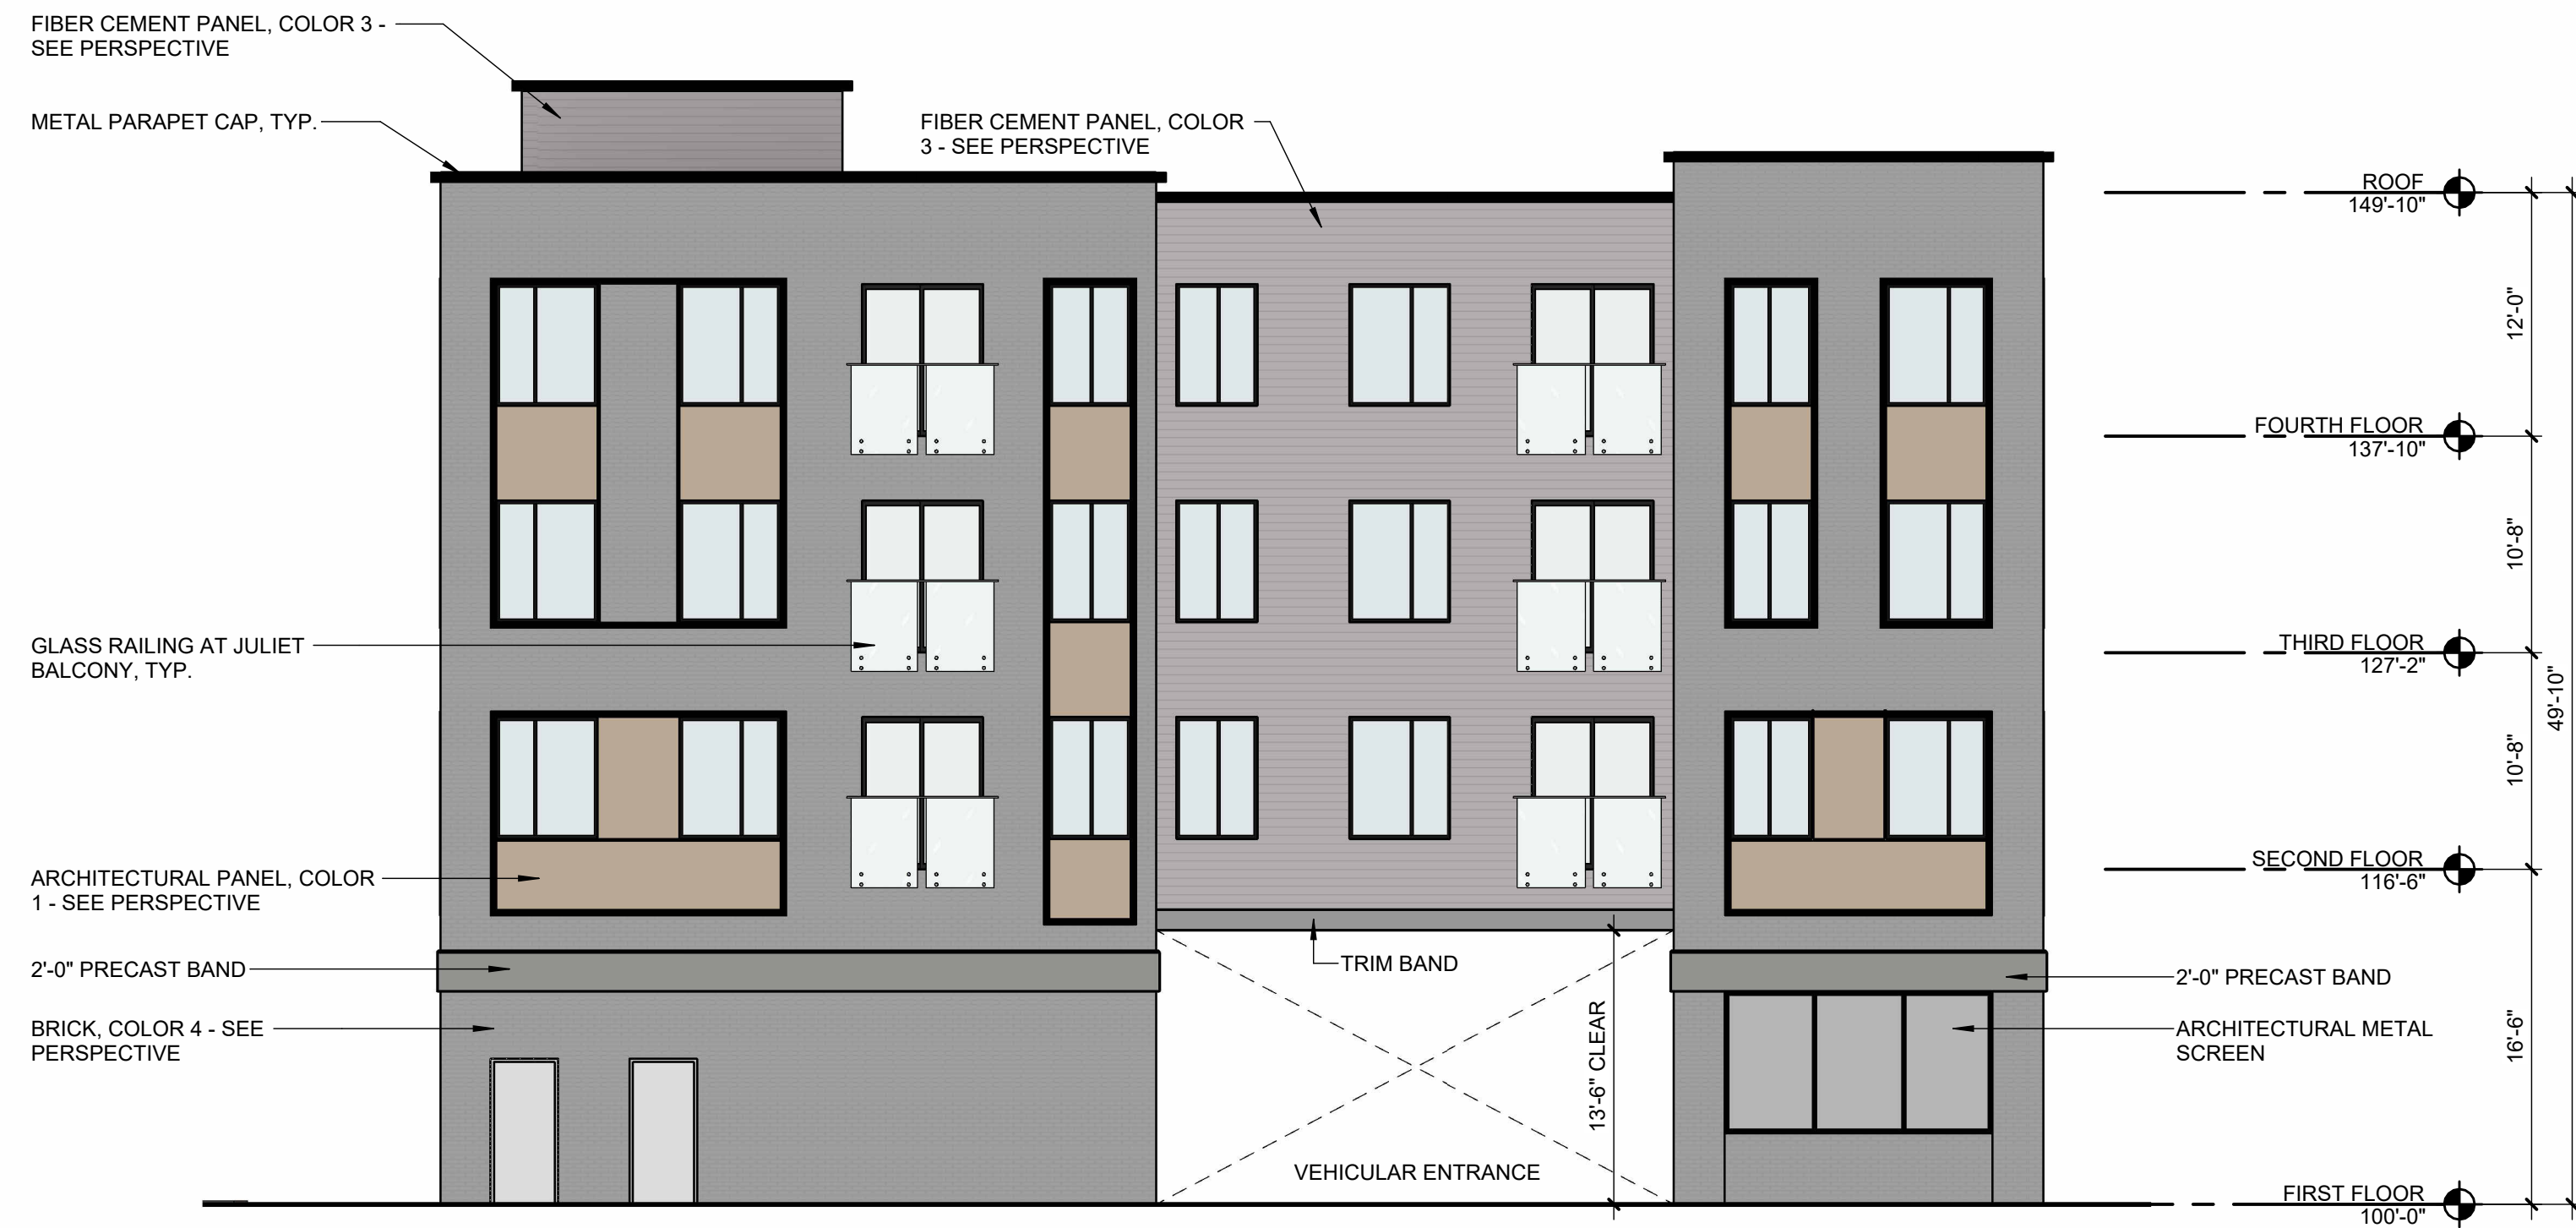 FIBER CEMENT PANEL, COLOR 3 -
SEE PERSPECTIVE
METAL PARAPET CAP, TYP.
FIBER CEMENT PANEL, COLOR
3 - SEE PERSPECTIVE
GLASS RAILING AT JULIET
BALCONY, TYP.
ARCHITECTURAL PANEL, COLOR
1 - SEE PERSPECTIVE
2'-0" PRECAST BAND
BRICK, COLOR 4 - SEE
PERSPECTIVE
TRIM BAND
13'-6" CLEAR
VEHICULAR ENTRANCE
2'-0" PRECAST BAND
ARCHITECTURAL METAL
SCREEN
ROOF
149'-10"
FOURTH FLOOR
137'-10"
THIRD FLOOR
127'-2"
SECOND FLOOR
116'-6"
FIRST FLOOR
100'-0"
12'-0"
10'-8"
10'-8"
16'-6"
49'-10"